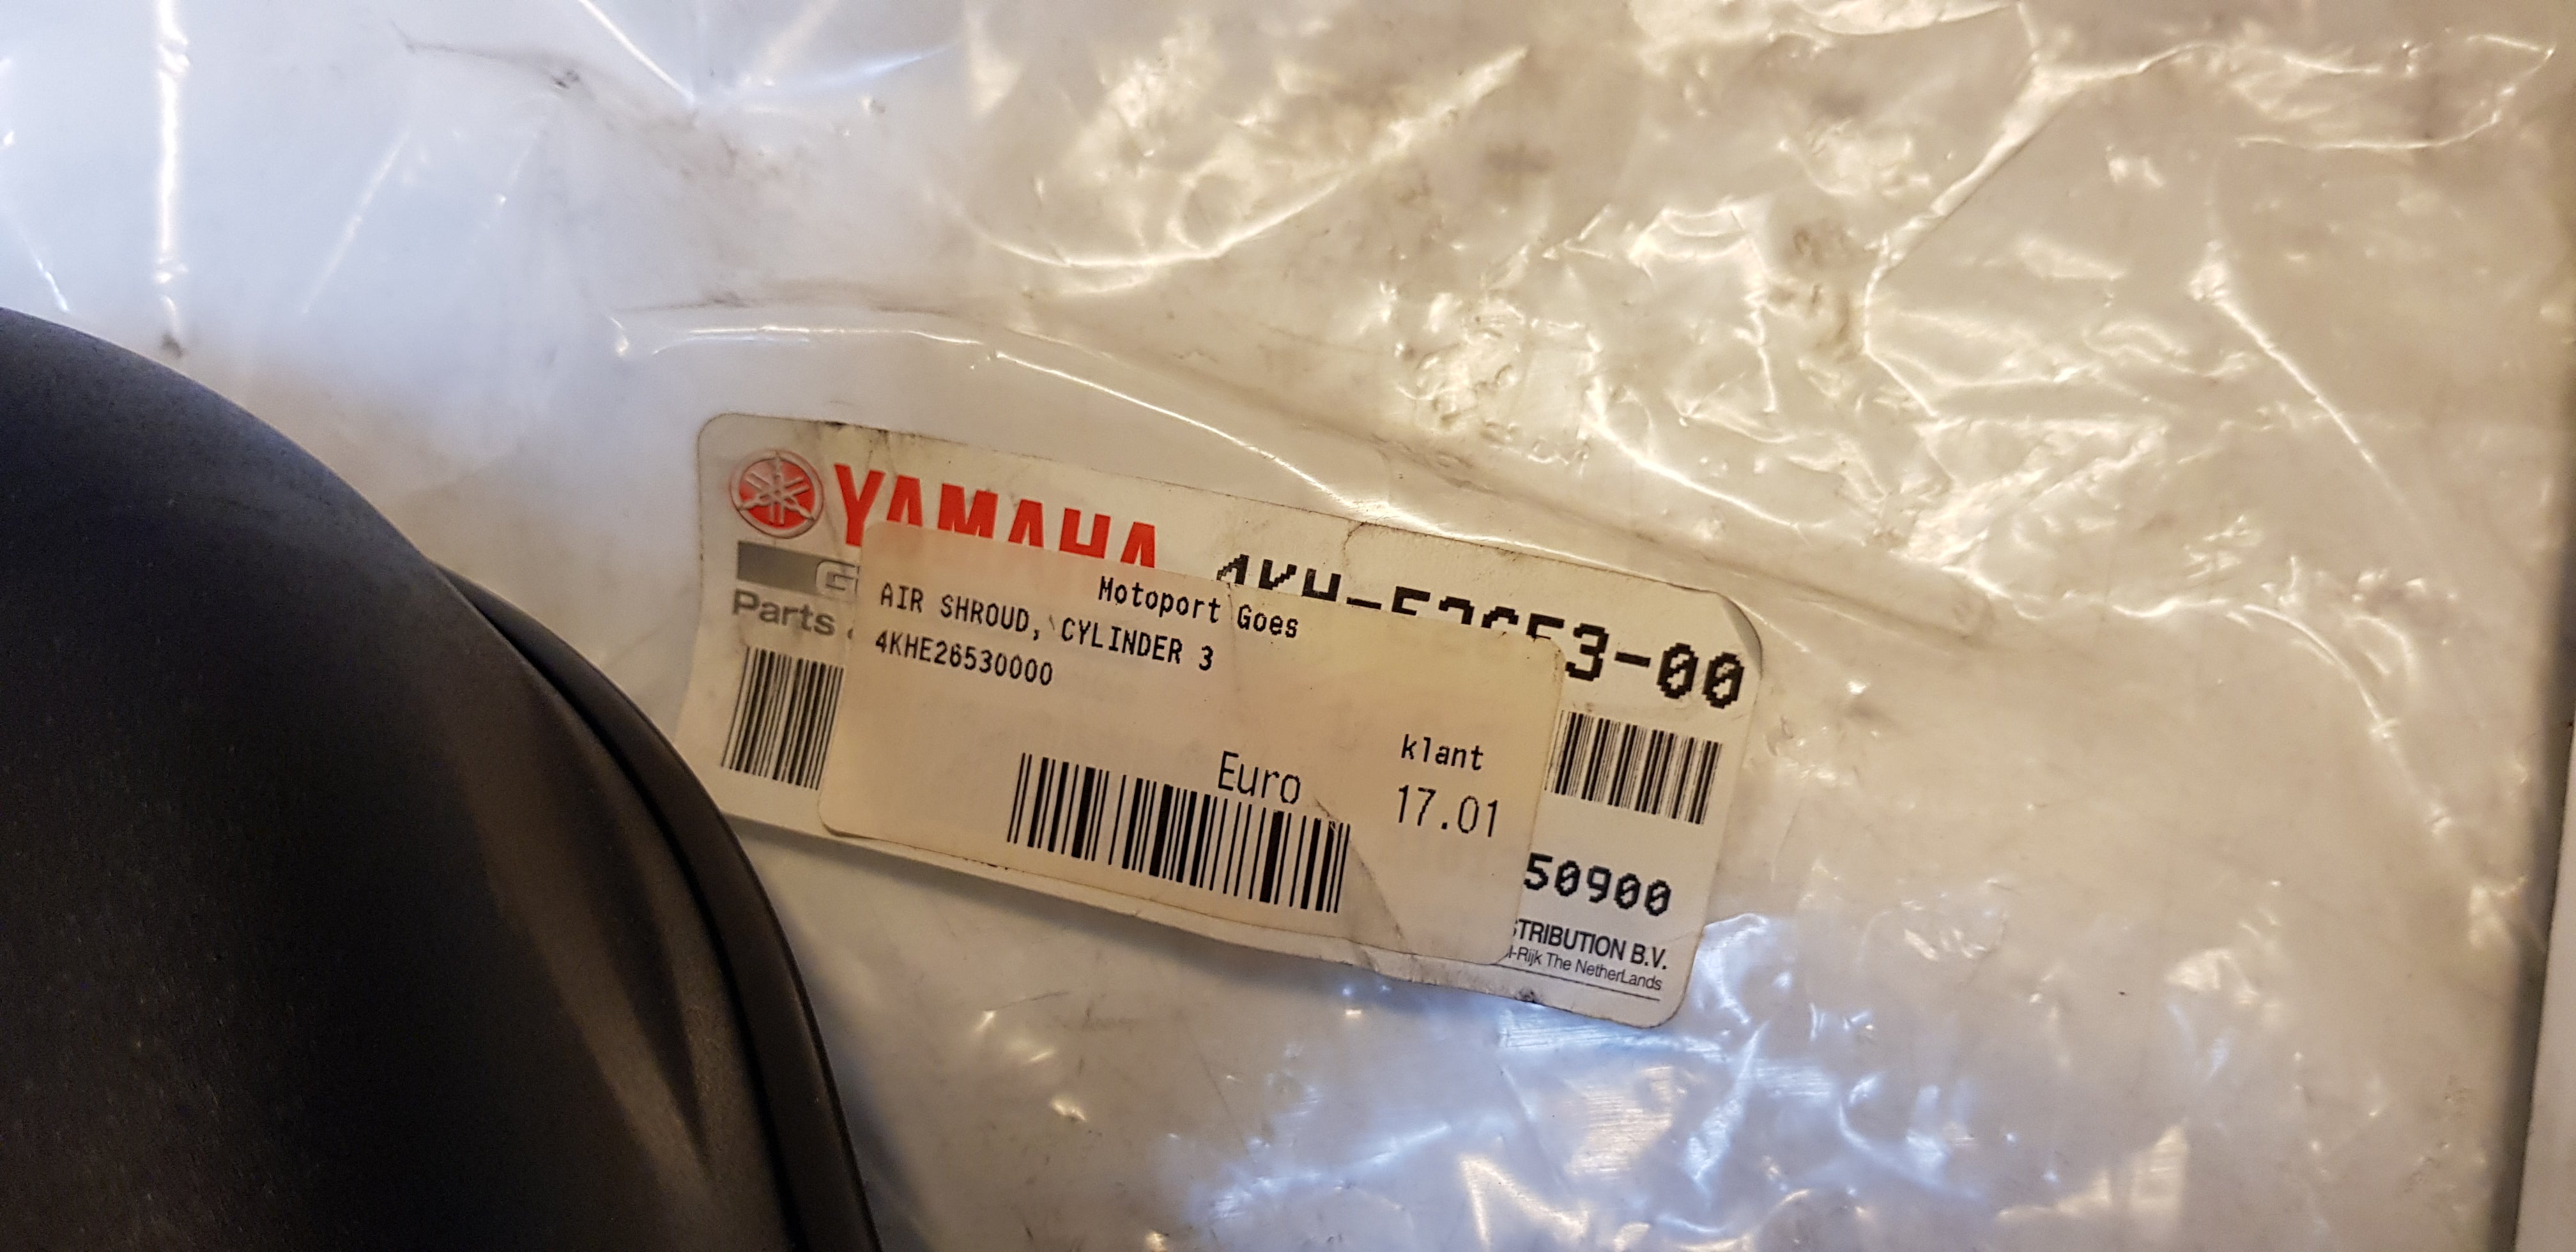 YAMAHA
Parts
3-00
Motoport Goes
AIR SHROUD, CYLINDER 3
4KHE26530000
klant
Euro
17.01
50900
STRIBUTION B.V.
-Rijk The NetherLands